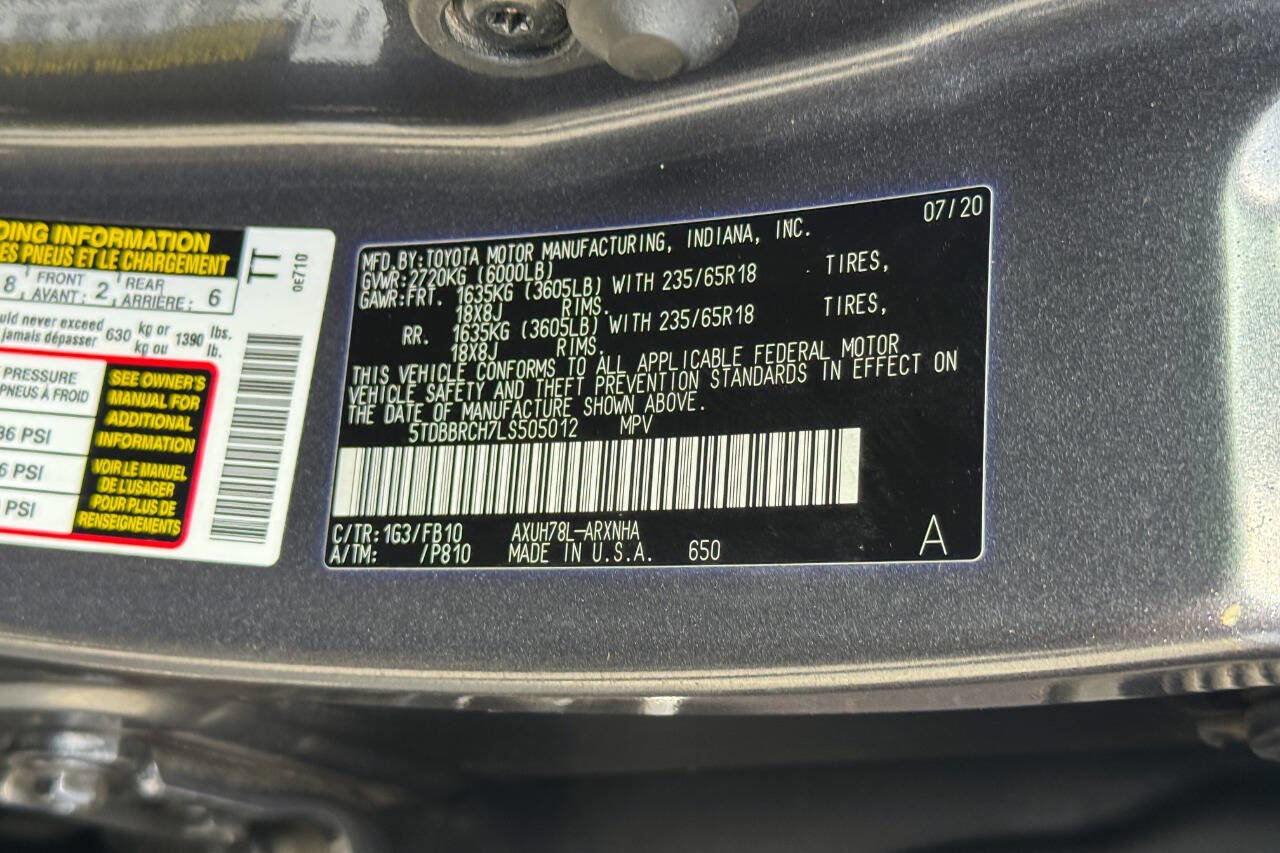 DING INFORMATION
LES PNEUS ET LE CHARGEMENT
8 FRONT AVANT: 2 REAR ARRIÈRE: 6
uld never exceed
jamais dépasser 630 kg or kg ou 1390 lbs. lb.
PRESSURE
PNEUS À FROID
36 PSI
6 PSI
PSI
SEE OWNER'S
MANUAL FOR
ADDITIONAL
INFORMATION
VOIR LE MANUEL
DE L'USAGER
POUR PLUS DE
RENSEIGNEMENTS
TT
0E710
07/20
MFD.BY:TOYOTA MOTOR MANUFACTURING, INDIANA, INC.
GVWR:2720KG (6000LB)
GAWR:FRT. 1635KG (3605LB) WITH 235/65R18 TIRES,
18X8J RIMS.
RR. 1635KG (3605LB) WITH 235/65R18 TIRES,
18X8J RIMS.
THIS VEHICLE CONFORMS TO ALL APPLICABLE FEDERAL MOTOR
VEHICLE SAFETY AND THEFT PREVENTION STANDARDS IN EFFECT ON
THE DATE OF MANUFACTURE SHOWN ABOVE.
5TDBBRCH7LS505012 MPV
C/TR:1G3/FB10 AXUH78L-ARXNHA
A/TM: /P810 MADE IN U.S.A. 650
A